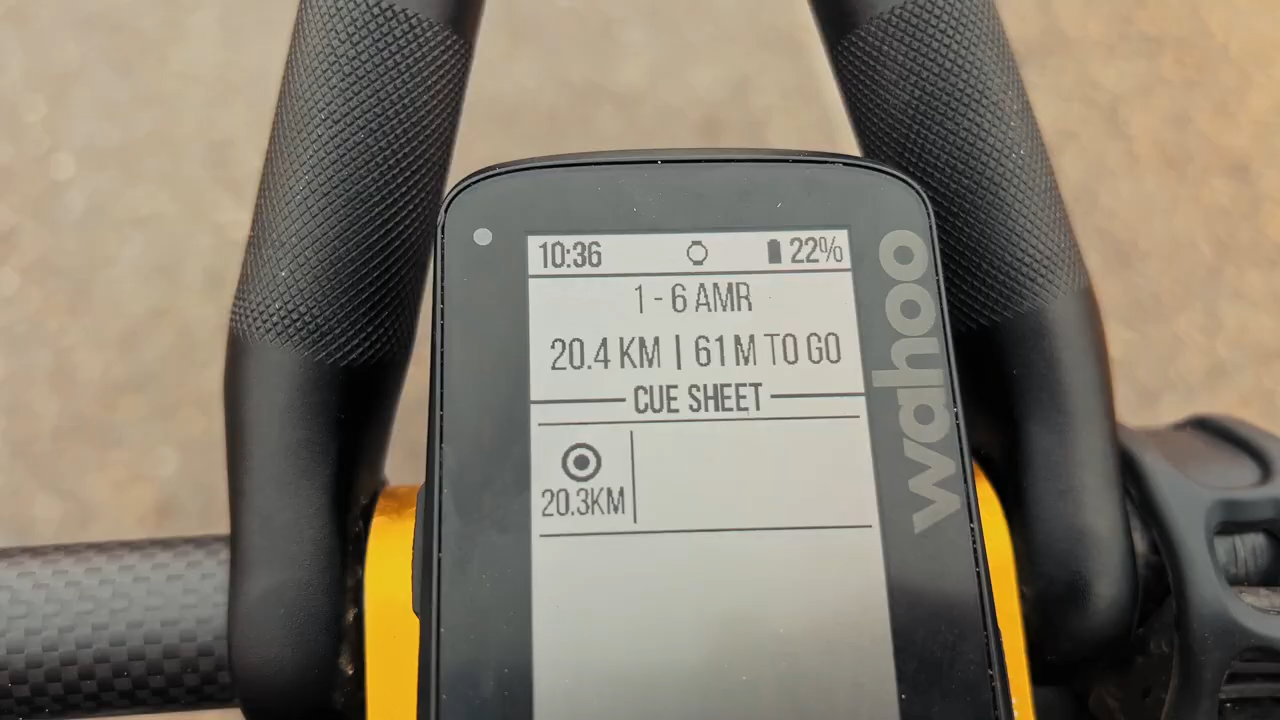 10:36 22%
1 - 6 AMR
20.4 KM | 61 M TO GO
CUE SHEET
20.3KM
wahoo